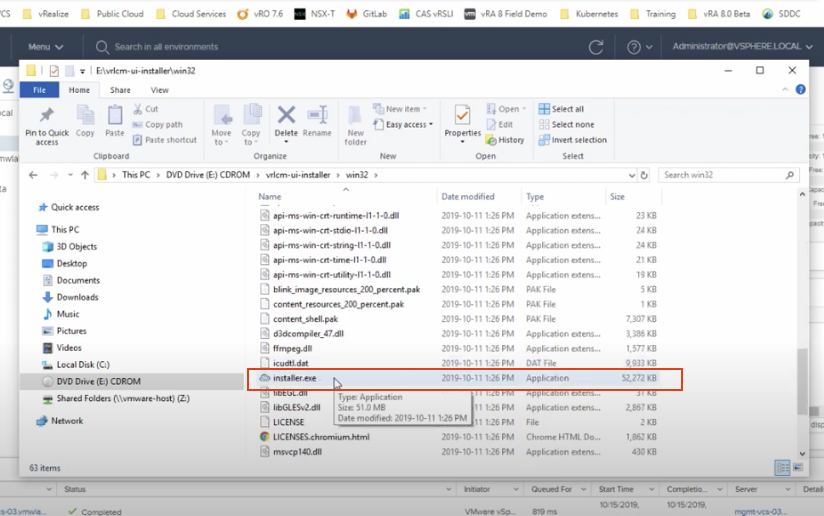 VCS vRealize Public Cloud Cloud Services vRO 7.6 NSX-T GitLab CAS vRSLI vRA 8 Field Demo Kubernetes Training vRA 8.0 Beta SDDC
Menu Search in all environments Administrator@VSPHERE.LOCAL
E:\vrlcm-ui-installer\win32
File Home Share View
Pin to Quick access
Copy
Paste
Cut
Copy path
Paste shortcut
Clipboard
Move to
Copy to
Delete
Rename
Organize
New folder
New item
Easy access
New
Properties
Open
Edit
History
Open
Select all
Select none
Invert selection
Select
This PC > DVD Drive (E:) CDROM > vrlcm-ui-installer > win32 >
Search win32
Quick access
This PC
3D Objects
Desktop
Documents
Downloads
Music
Pictures
Videos
Local Disk (C:)
DVD Drive (E:) CDROM
Shared Folders (\\vmware-host) (Z:)
Network
Name Date modified Type Size
api-ms-win-crt-runtime-l1-1-0.dll 2019-10-11 1:26 PM Application extens... 23 KB
api-ms-win-crt-stdio-l1-1-0.dll 2019-10-11 1:26 PM Application extens... 24 KB
api-ms-win-crt-string-l1-1-0.dll 2019-10-11 1:26 PM Application extens... 24 KB
api-ms-win-crt-time-l1-1-0.dll 2019-10-11 1:26 PM Application extens... 21 KB
api-ms-win-crt-utility-l1-1-0.dll 2019-10-11 1:26 PM Application extens... 19 KB
blink_image_resources_200_percent.pak 2019-10-11 1:26 PM PAK File 5 KB
content_resources_200_percent.pak 2019-10-11 1:26 PM PAK File 1 KB
content_shell.pak 2019-10-11 1:26 PM PAK File 7,307 KB
d3dcompiler_47.dll 2019-10-11 1:26 PM Application extens... 3,386 KB
ffmpeg.dll 2019-10-11 1:26 PM Application extens... 1,577 KB
icudtl.dat 2019-10-11 1:26 PM DAT File 9,933 KB
installer.exe 2019-10-11 1:26 PM Application 52,272 KB
libEGL.dll 2019-10-11 1:26 PM Application extens... 31 KB
libGLESv2.dll Application extens... 2,867 KB
LICENSE File 2 KB
LICENSES.chromium.html 2019-10-11 1:26 PM Chrome HTML Do... 1,862 KB
msvcp140.dll 2019-10-11 1:26 PM Application extens... 430 KB
Type: Application
Size: 51.0 MB
Date modified: 2019-10-11 1:26 PM
63 items
Status Initiator Queued For Start Time Completio... Server
cs-03.vmwa... Completed VMware vSp... 819 ms 10/15/2019, 10/15/2019, mgmt-vcs-03...